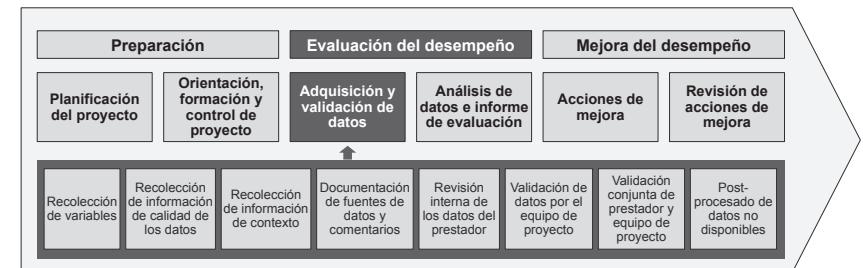 Preparación
Evaluación del desempeño
Mejora del desempeño
Planificación
del proyecto
Orientación,
formación y
control de
proyecto
Adquisición y
validación de
datos
Análisis de
datos e informe
de evaluación
Acciones de
mejora
Revisión de
acciones de
mejora
Recolección
de variables
Recolección
de información
de calidad de
los datos
Recolección
de información
de contexto
Documentación
de fuentes de
datos y
comentarios
Revisión
interna de
los datos del
prestador
Validación de
datos por el
equipo de
proyecto
Validación
conjunta de
prestador y
equipo de
proyecto
Post-
procesado de
datos no
disponibles